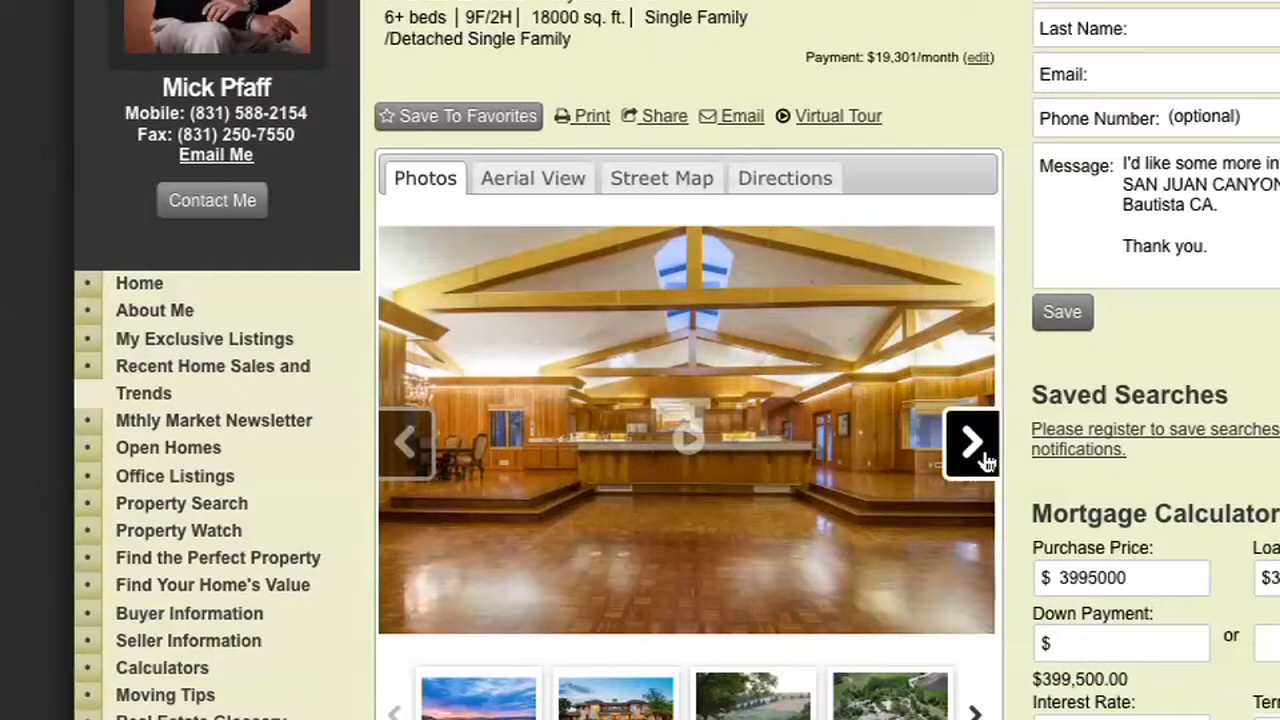 Mick Pfaff
Mobile: (831) 588-2154
Fax: (831) 250-7550
Email Me
Contact Me
Home
About Me
My Exclusive Listings
Recent Home Sales and
Trends
Mthly Market Newsletter
Open Homes
Office Listings
Property Search
Property Watch
Find the Perfect Property
Find Your Home's Value
Buyer Information
Seller Information
Calculators
Moving Tips
6+ beds | 9F/2H | 18000 sq. ft. | Single Family
/Detached Single Family
Payment: $19,301/month (edit)
Save To Favorites Print Share Email Virtual Tour
Photos Aerial View Street Map Directions
Last Name:
Email:
Phone Number: (optional)
Message: I'd like some more in
SAN JUAN CANYON
Bautista CA.
Thank you.
Save
Saved Searches
Please register to save searches
notifications.
Mortgage Calculator
Purchase Price: Loa
$ 3995000 $3
Down Payment:
$ or
$399,500.00
Interest Rate: Ter